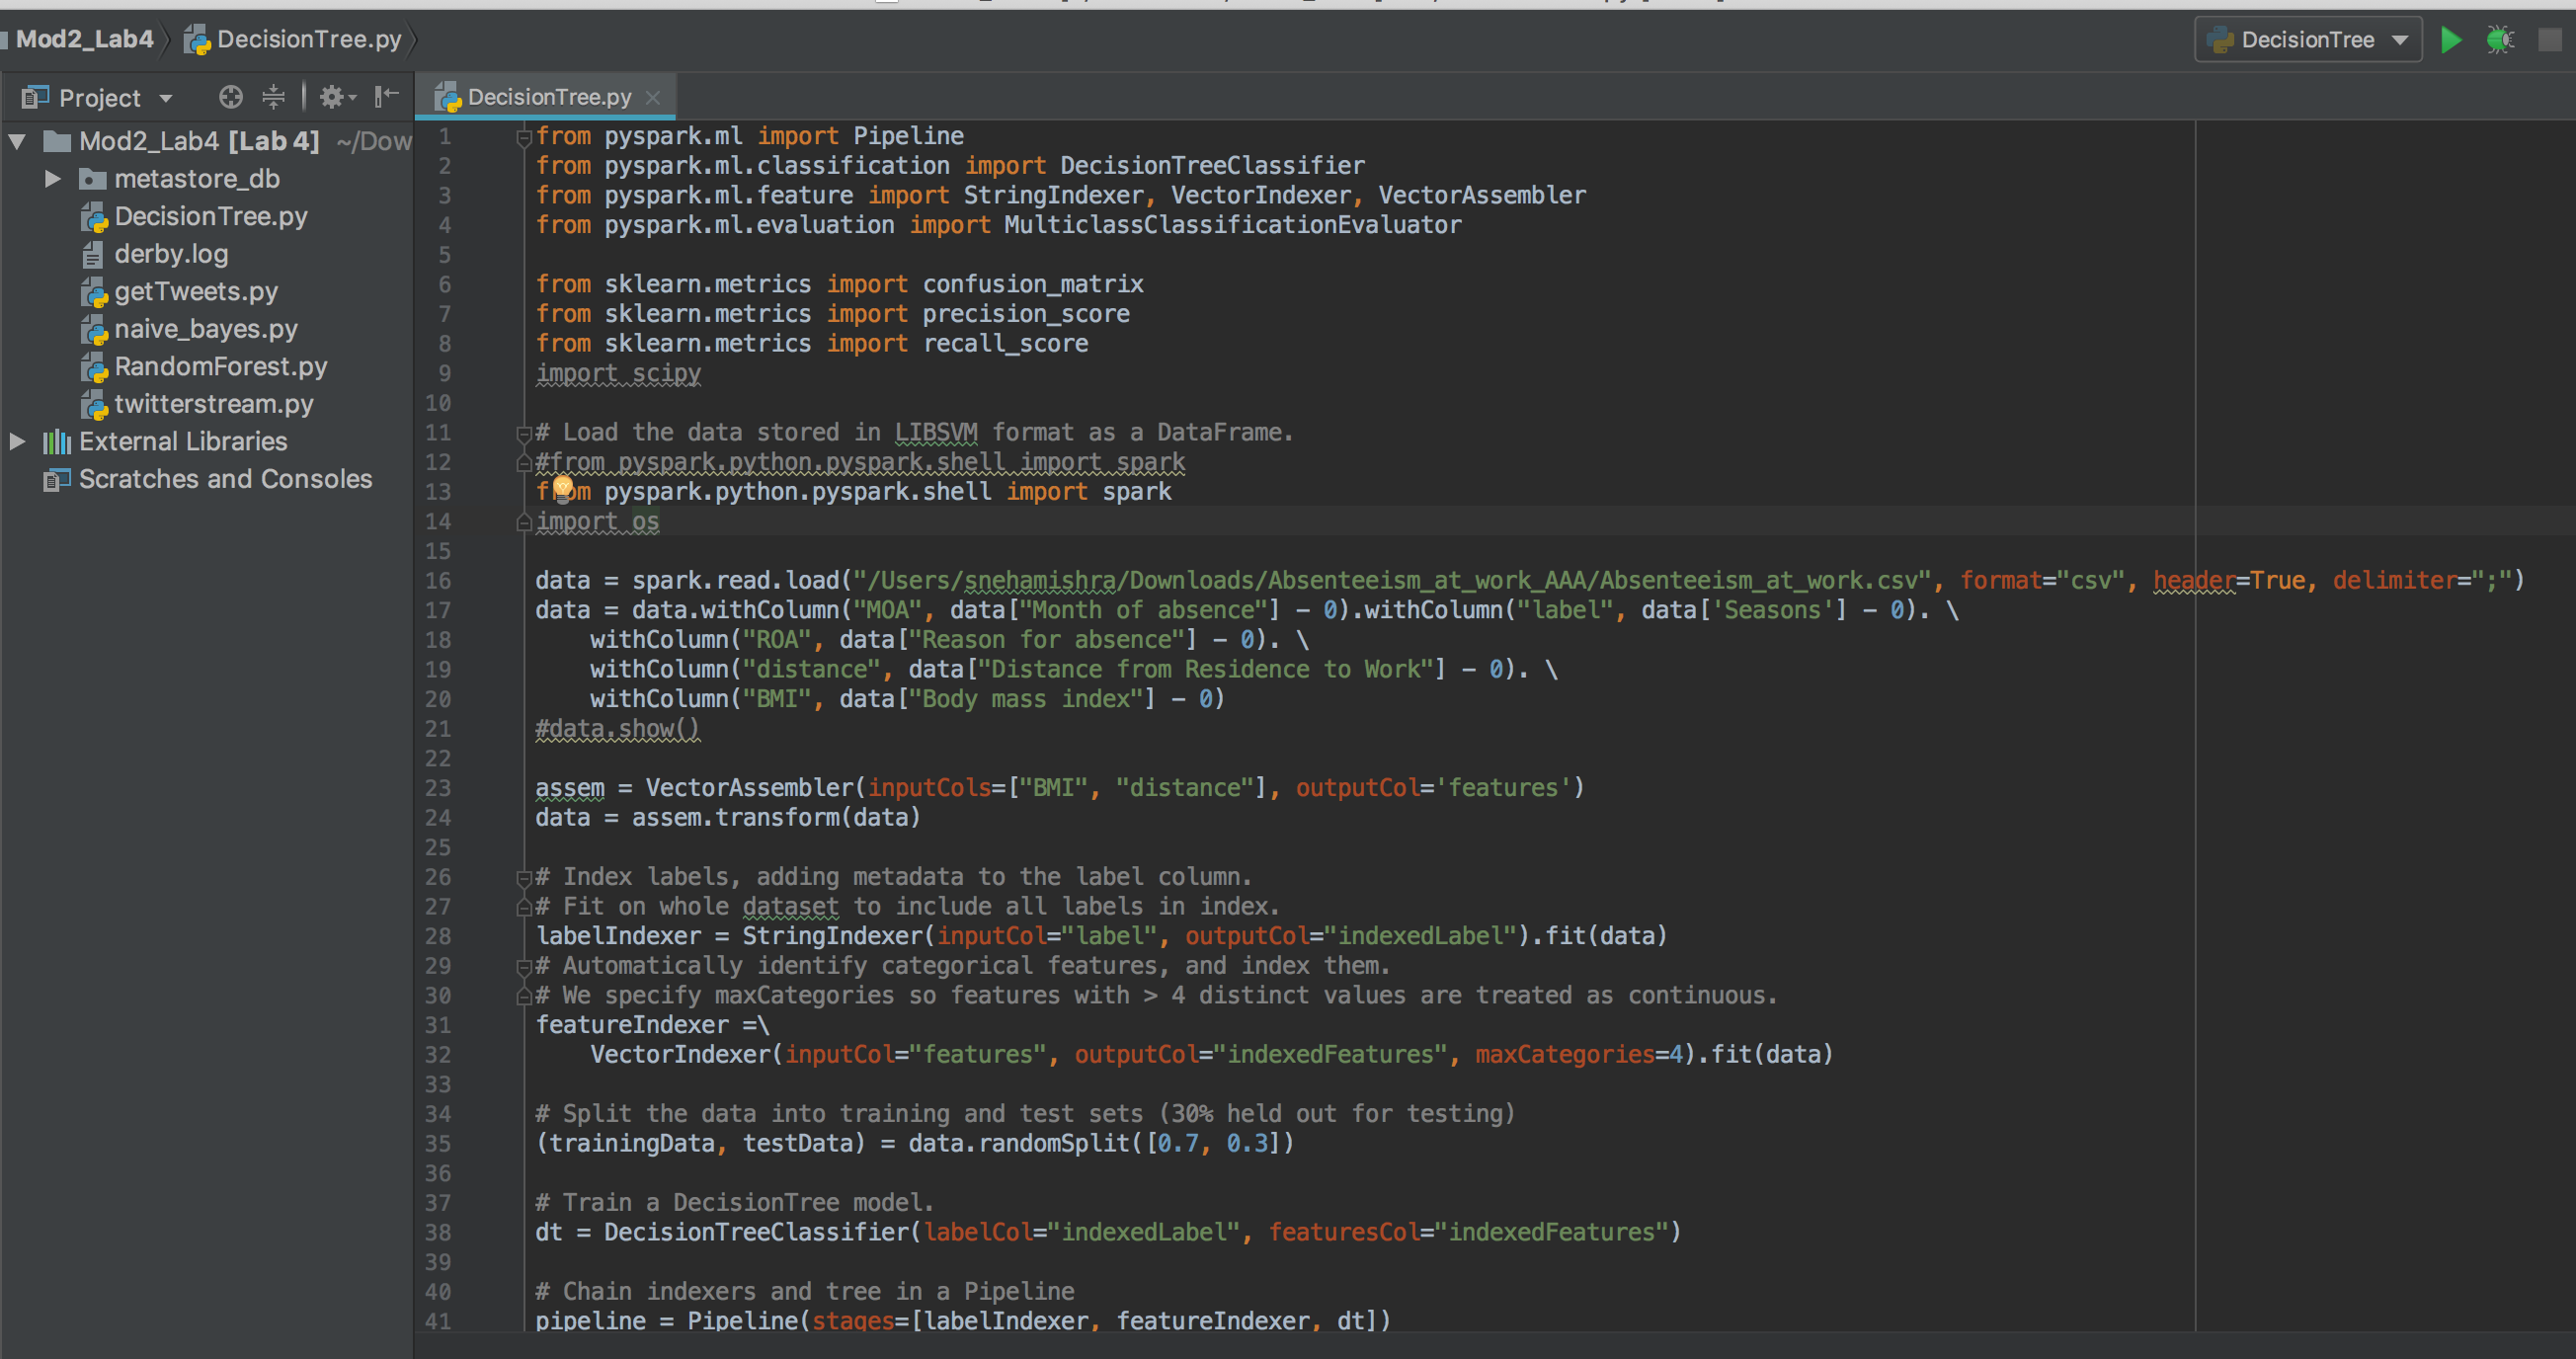 Mod2_Lab4 DecisionTree.py DecisionTree
Project DecisionTree.py
Mod2_Lab4 [Lab 4] ~/Dow
metastore_db
DecisionTree.py
derby.log
getTweets.py
naive_bayes.py
RandomForest.py
twitterstream.py
External Libraries
Scratches and Consoles
1 from pyspark.ml import Pipeline
2 from pyspark.ml.classification import DecisionTreeClassifier
3 from pyspark.ml.feature import StringIndexer, VectorIndexer, VectorAssembler
4 from pyspark.ml.evaluation import MulticlassClassificationEvaluator
5
6 from sklearn.metrics import confusion_matrix
7 from sklearn.metrics import precision_score
8 from sklearn.metrics import recall_score
9 import scipy
10
11 # Load the data stored in LIBSVM format as a DataFrame.
12 #from pyspark.python.pyspark.shell import spark
13 from pyspark.python.pyspark.shell import spark
14 import os
15
16 data = spark.read.load("/Users/snehamishra/Downloads/Absenteeism_at_work_AAA/Absenteeism_at_work.csv", format="csv", header=True, delimiter=";")
17 data = data.withColumn("MOA", data["Month of absence"] - 0).withColumn("label", data['Seasons'] - 0). \
18     withColumn("ROA", data["Reason for absence"] - 0). \
19     withColumn("distance", data["Distance from Residence to Work"] - 0). \
20     withColumn("BMI", data["Body mass index"] - 0)
21 #data.show()
22
23 assem = VectorAssembler(inputCols=["BMI", "distance"], outputCol='features')
24 data = assem.transform(data)
25
26 # Index labels, adding metadata to the label column.
27 # Fit on whole dataset to include all labels in index.
28 labelIndexer = StringIndexer(inputCol="label", outputCol="indexedLabel").fit(data)
29 # Automatically identify categorical features, and index them.
30 # We specify maxCategories so features with > 4 distinct values are treated as continuous.
31 featureIndexer =\
32     VectorIndexer(inputCol="features", outputCol="indexedFeatures", maxCategories=4).fit(data)
33
34 # Split the data into training and test sets (30% held out for testing)
35 (trainingData, testData) = data.randomSplit([0.7, 0.3])
36
37 # Train a DecisionTree model.
38 dt = DecisionTreeClassifier(labelCol="indexedLabel", featuresCol="indexedFeatures")
39
40 # Chain indexers and tree in a Pipeline
41 pipeline = Pipeline(stages=[labelIndexer, featureIndexer, dt])